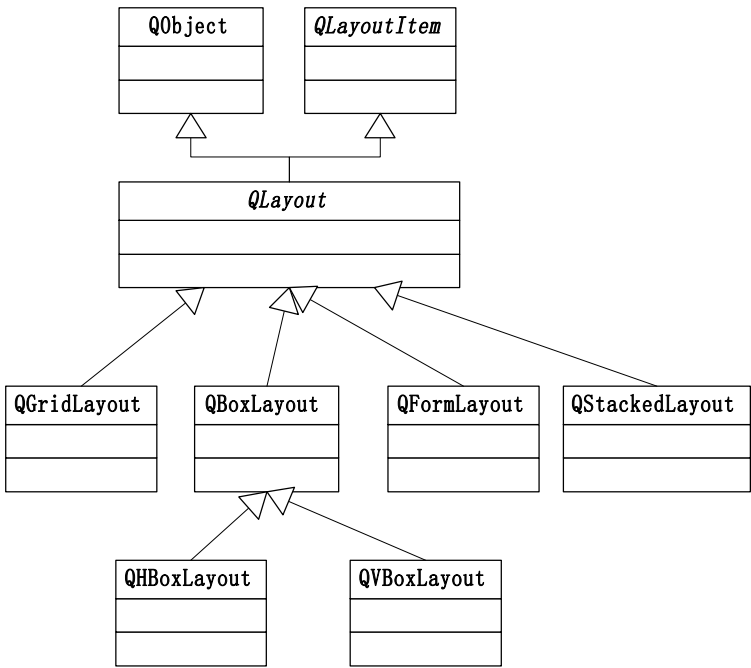 QObject
QLayoutItem
QLayout
QGridLayout
QBoxLayout
QFormLayout
QStackedLayout
QHBoxLayout
QVBoxLayout